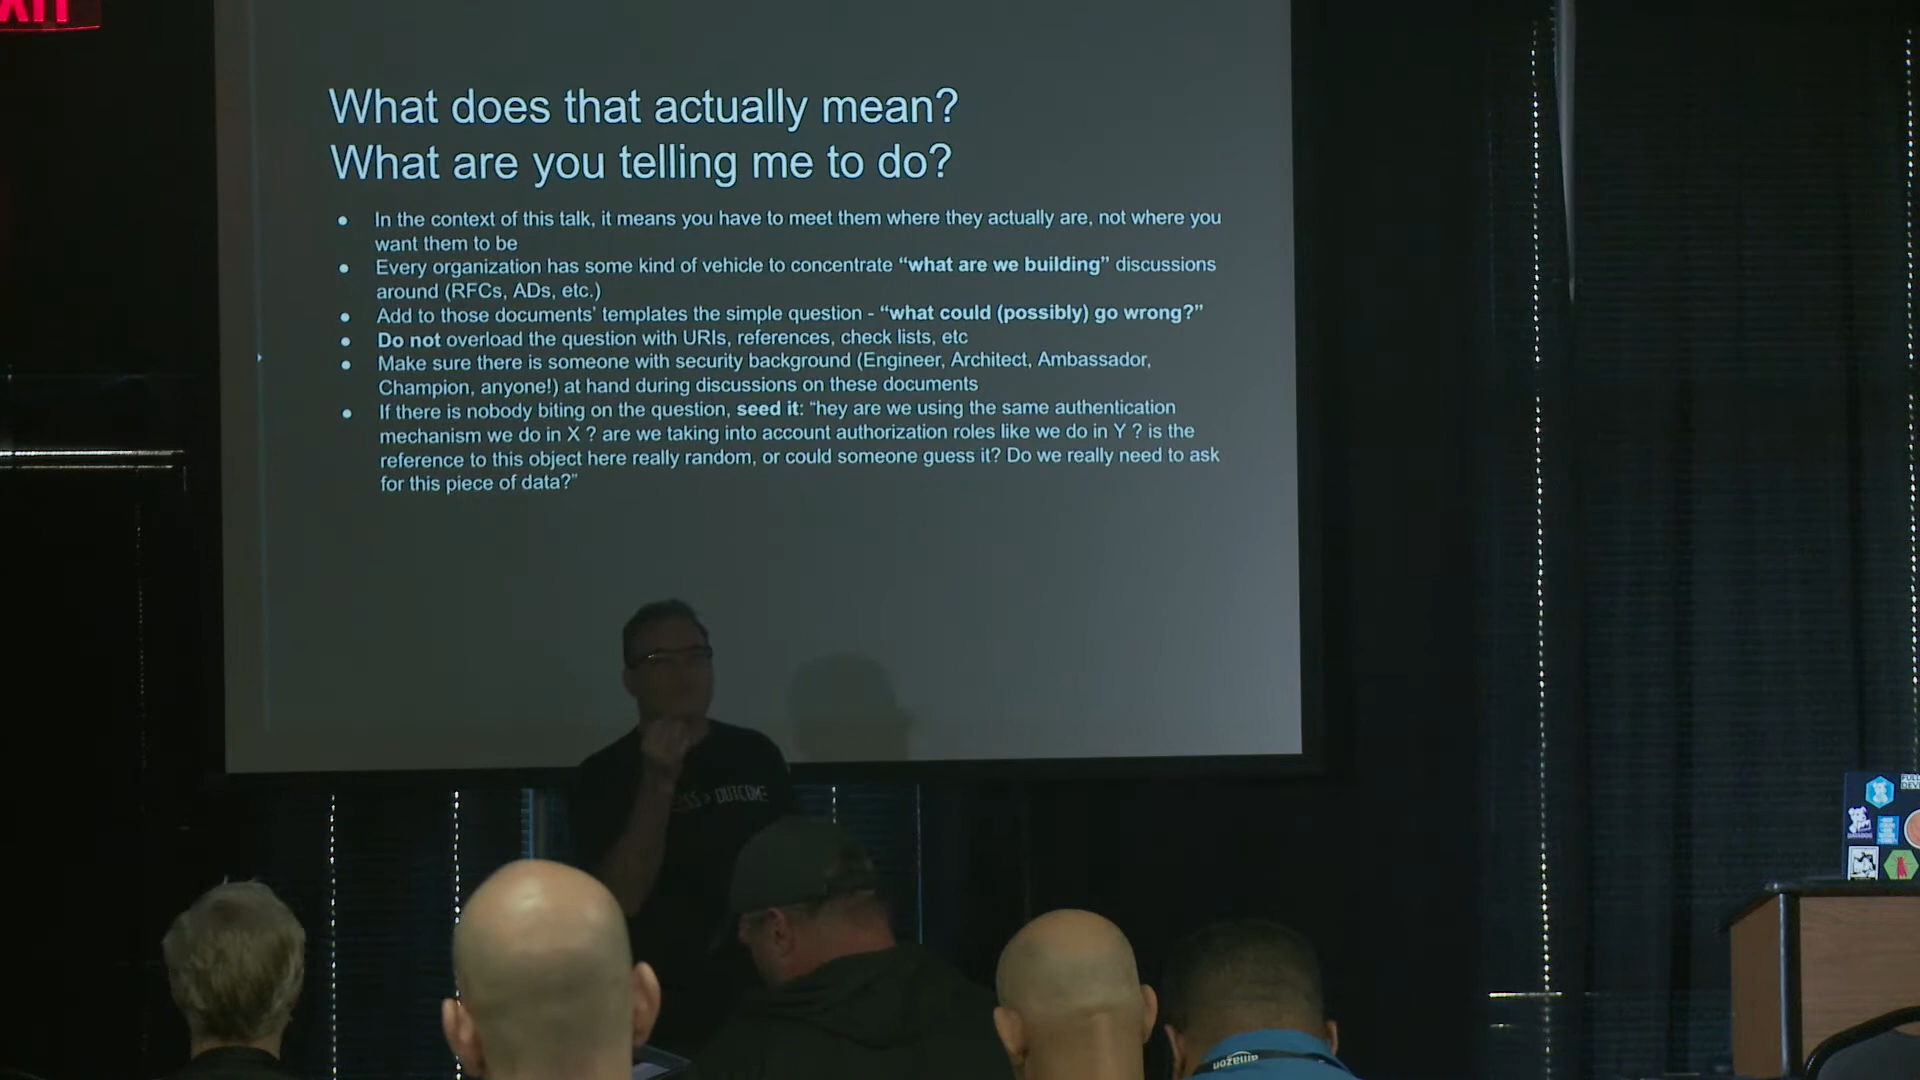 XIT
What does that actually mean?
What are you telling me to do?
● In the context of this talk, it means you have to meet them where they actually are, not where you
want them to be
● Every organization has some kind of vehicle to concentrate “what are we building” discussions
around (RFCs, ADs, etc.)
● Add to those documents’ templates the simple question - “what could (possibly) go wrong?”
● Do not overload the question with URIs, references, check lists, etc
● Make sure there is someone with security background (Engineer, Architect, Ambassador,
Champion, anyone!) at hand during discussions on these documents
● If there is nobody biting on the question, seed it: “hey are we using the same authentication
mechanism we do in X ? are we taking into account authorization roles like we do in Y ? is the
reference to this object here really random, or could someone guess it? Do we really need to ask
for this piece of data?”
ESS > OUTCOME
DATADOG
amazon